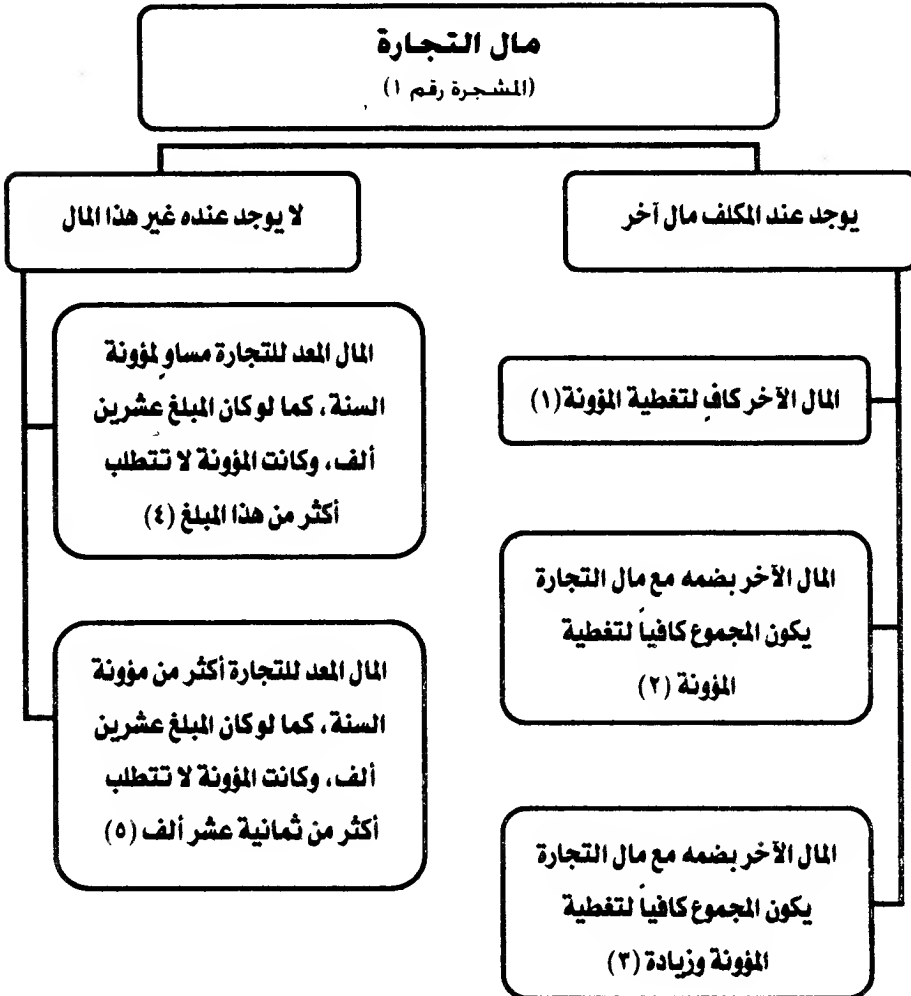 مال التجارة
(المشجرة رقم ١)
يوجد عند المكلف مال آخر
المال الآخر كافٍ لتغطية المؤونة (١)
المال الآخر بضمه مع مال التجارة
يكون المجموع كافياً لتغطية
المؤونة (٢)
المال الآخر بضمه مع مال التجارة
يكون المجموع كافياً لتغطية
المؤونة وزيادة (٣)
لا يوجد عنده غير هذا المال
المال المعد للتجارة مساوٍ لمؤونة
السنة، كما لو كان المبلغ عشرين
ألف، وكانت المؤونة لا تتطلب
أكثر من هذا المبلغ (٤)
المال المعد للتجارة أكثر من مؤونة
السنة، كما لو كان المبلغ عشرين
ألف، وكانت المؤونة لا تتطلب
أكثر من ثمانية عشر ألف (٥)